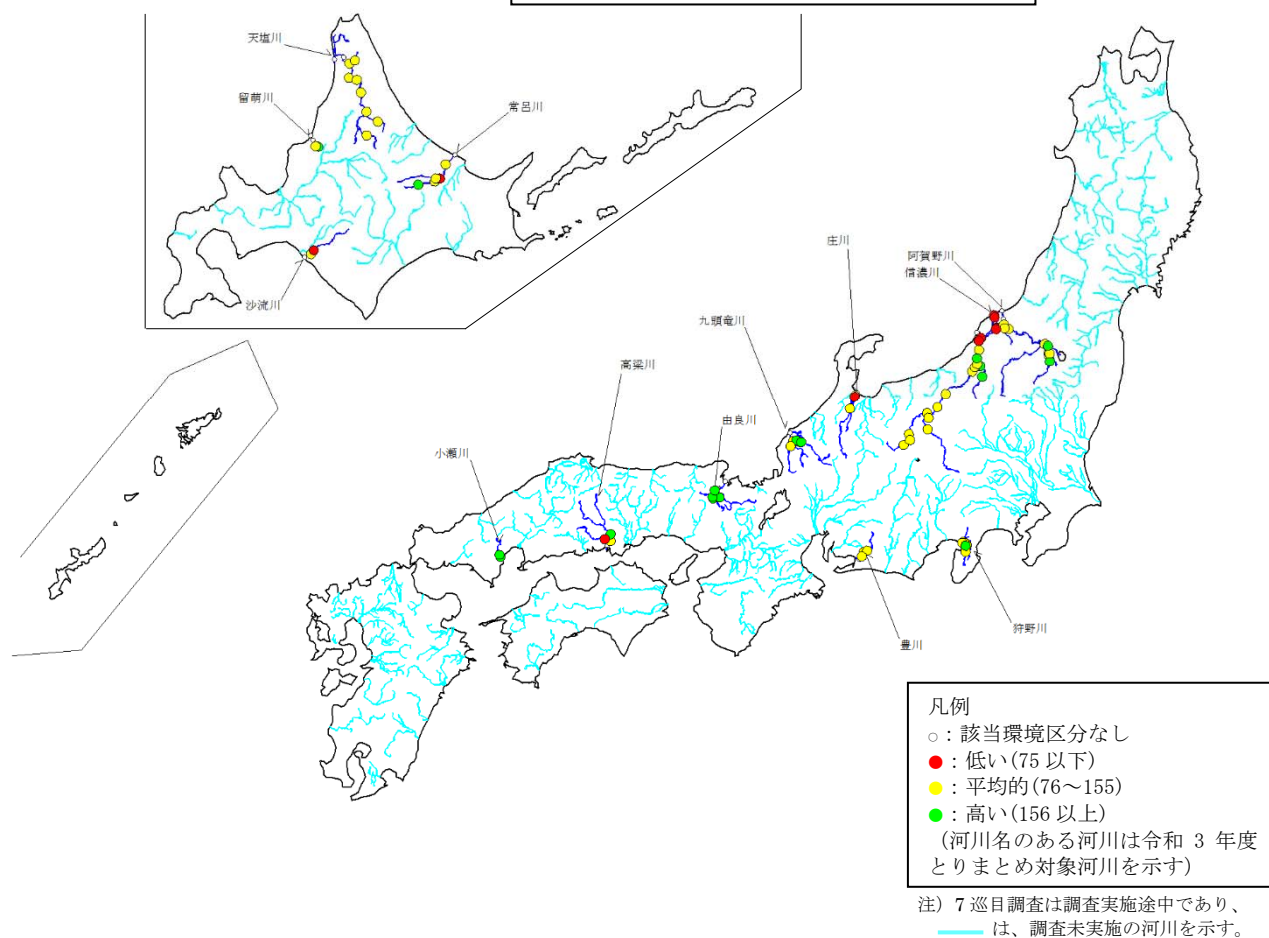 天塩川
留萌川
常呂川
沙流川
庄川
阿賀野川
信濃川
九頭竜川
高梁川
由良川
小瀬川
狩野川
豊川
凡例
○：該当環境区分なし
●：低い(75 以下)
●：平均的(76～155)
●：高い(156 以上)
(河川名のある河川は令和 3 年度
とりまとめ対象河川を示す)
注）7 巡目調査は調査実施途中であり、
は、調査未実施の河川を示す。